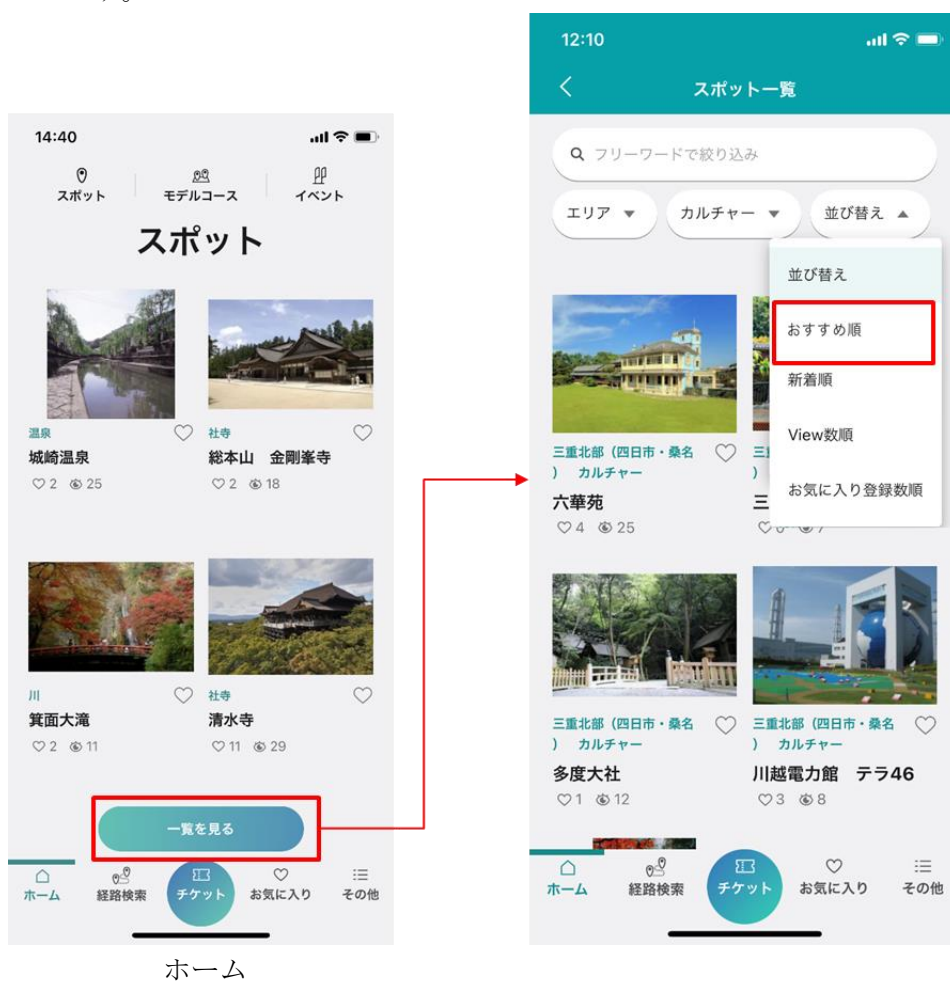 14:40
スポット
モデルコース
イベント
スポット
温泉
城崎温泉
2 25
社寺
総本山 金剛峯寺
2 18
川
箕面大滝
2 11
社寺
清水寺
11 29
一覧を見る
ホーム
経路検索
チケット
お気に入り
その他
ホーム
12:10
スポット一覧
フリーワードで絞り込み
エリア ▼
カルチャー ▼
並び替え ▲
並び替え
おすすめ順
新着順
View数順
お気に入り登録数順
三重北部（四日市・桑名
） カルチャー
六華苑
4 25
三重北部（四日市・桑名
） カルチャー
多度大社
1 12
三重北部（四日市・桑名
） カルチャー
川越電力館 テラ46
3 8
ホーム
経路検索
チケット
お気に入り
その他